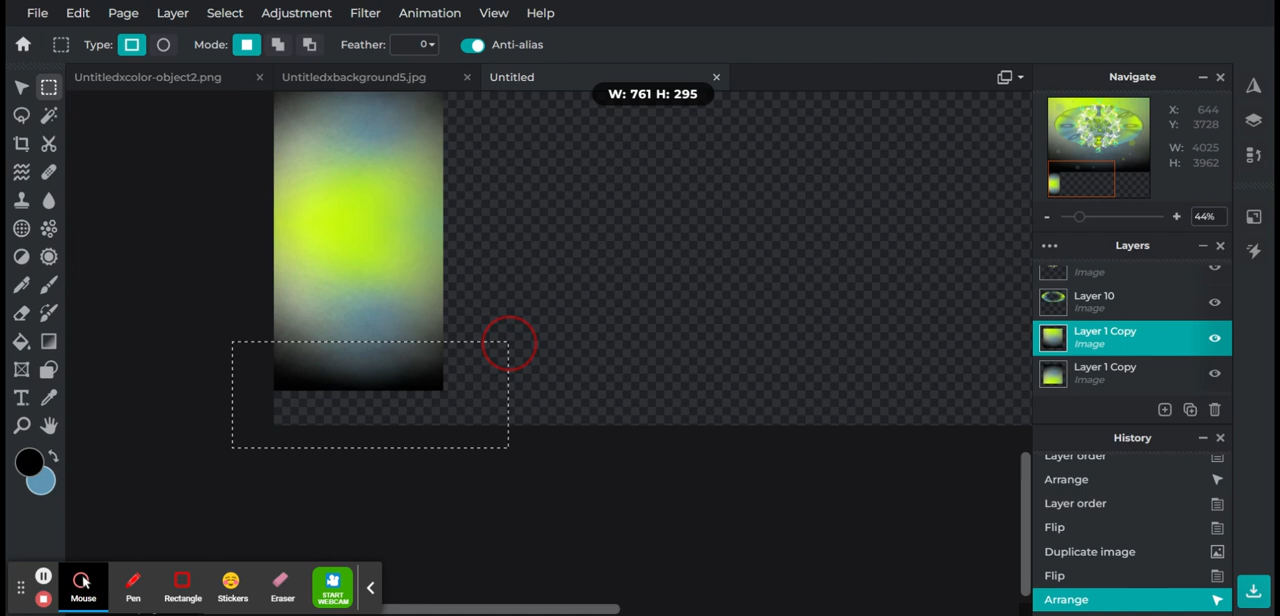 File Edit Page Layer Select Adjustment Filter Animation View Help
Type: Mode: Feather: 0 Anti-alias
Untitledxcolor-object2.png Untitledxbackground5.jpg Untitled
W: 761 H: 295
Navigate
X: 644
Y: 3728
W: 4025
H: 3962
- + 44%
Layers
Image
Layer 10
Image
Layer 1 Copy
Image
Layer 1 Copy
Image
History
Layer order
Arrange
Layer order
Flip
Duplicate image
Flip
Arrange
Mouse Pen Rectangle Stickers Eraser START WEBCAM